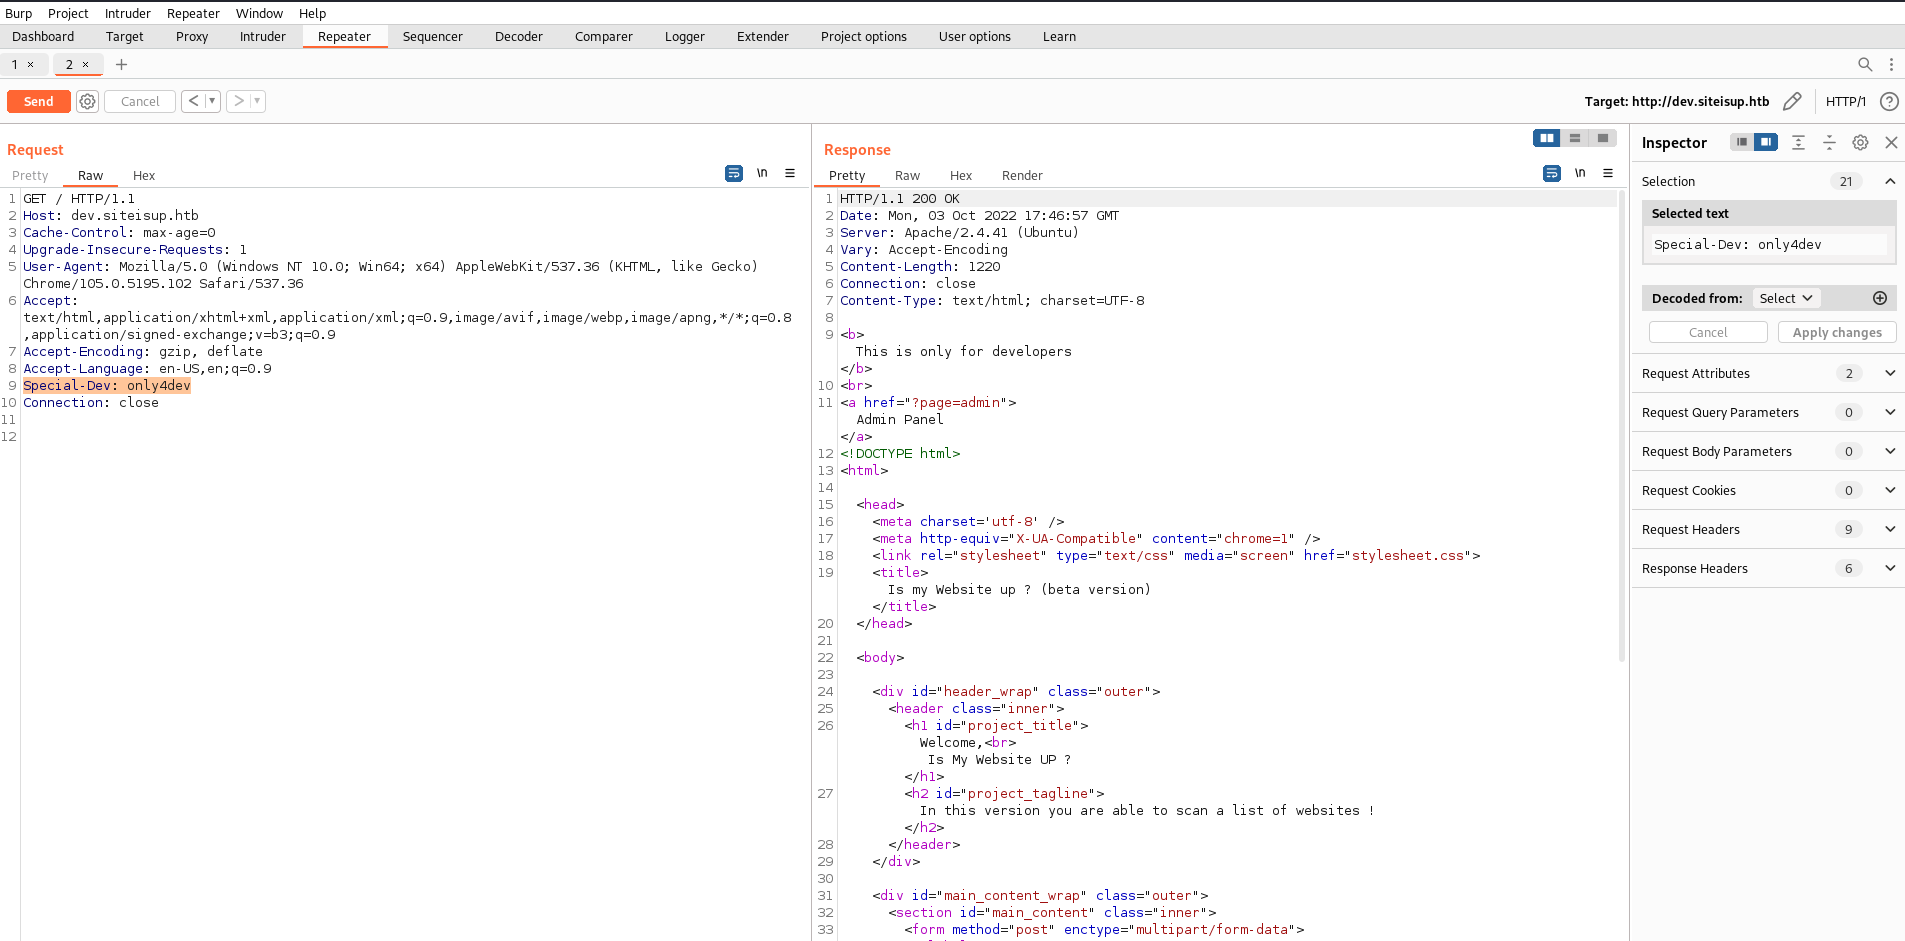 Burp Project Intruder Repeater Window Help
Dashboard Target Proxy Intruder Repeater Sequencer Decoder Comparer Logger Extender Project options User options Learn
1 × 2 × +
Send Cancel < > Target: http://dev.siteisup.htb HTTP/1 ?
Request
Pretty Raw Hex \n
1 GET / HTTP/1.1
2 Host: dev.siteisup.htb
3 Cache-Control: max-age=0
4 Upgrade-Insecure-Requests: 1
5 User-Agent: Mozilla/5.0 (Windows NT 10.0; Win64; x64) AppleWebKit/537.36 (KHTML, like Gecko)
Chrome/105.0.5195.102 Safari/537.36
6 Accept:
text/html,application/xhtml+xml,application/xml;q=0.9,image/avif,image/webp,image/apng,*/*;q=0.8
,application/signed-exchange;v=b3;q=0.9
7 Accept-Encoding: gzip, deflate
8 Accept-Language: en-US,en;q=0.9
9 Special-Dev: only4dev
10 Connection: close
11
12
Response
Pretty Raw Hex Render \n
1 HTTP/1.1 200 OK
2 Date: Mon, 03 Oct 2022 17:46:57 GMT
3 Server: Apache/2.4.41 (Ubuntu)
4 Vary: Accept-Encoding
5 Content-Length: 1220
6 Connection: close
7 Content-Type: text/html; charset=UTF-8
8
9 <b>
This is only for developers
</b>
10 <br>
11 <a href="?page=admin">
Admin Panel
</a>
12 <!DOCTYPE html>
13 <html>
14
15 <head>
16 <meta charset='utf-8' />
17 <meta http-equiv="X-UA-Compatible" content="chrome=1" />
18 <link rel="stylesheet" type="text/css" media="screen" href="stylesheet.css">
19 <title>
Is my Website up ? (beta version)
</title>
20 </head>
21
22 <body>
23
24 <div id="header_wrap" class="outer">
25 <header class="inner">
26 <h1 id="project_title">
Welcome,<br>
Is My Website UP ?
</h1>
27 <h2 id="project_tagline">
In this version you are able to scan a list of websites !
</h2>
28 </header>
29 </div>
30
31 <div id="main_content_wrap" class="outer">
32 <section id="main_content" class="inner">
33 <form method="post" enctype="multipart/form-data">
Inspector
Selection 21
Selected text
Special-Dev: only4dev
Decoded from: Select
Cancel Apply changes
Request Attributes 2
Request Query Parameters 0
Request Body Parameters 0
Request Cookies 0
Request Headers 9
Response Headers 6